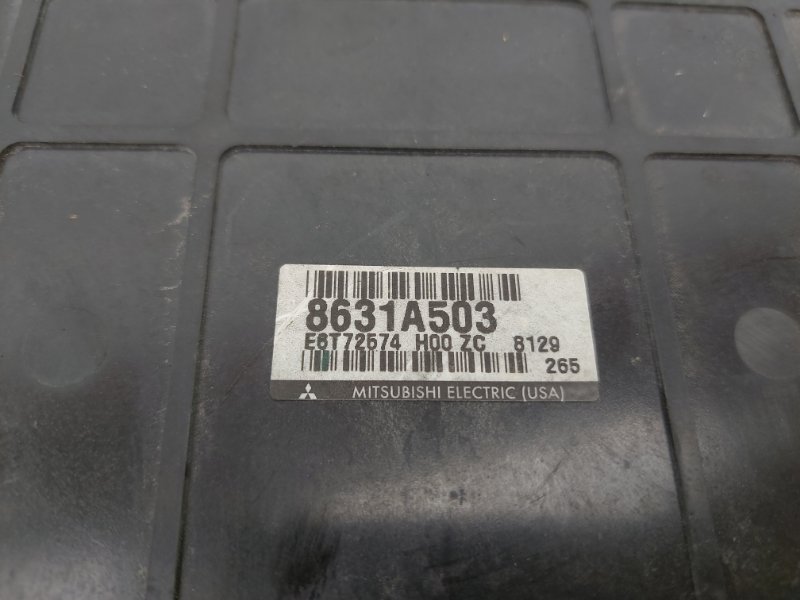 8631A503
E6T72574 H00 ZC 8129
265
MITSUBISHI ELECTRIC (USA)